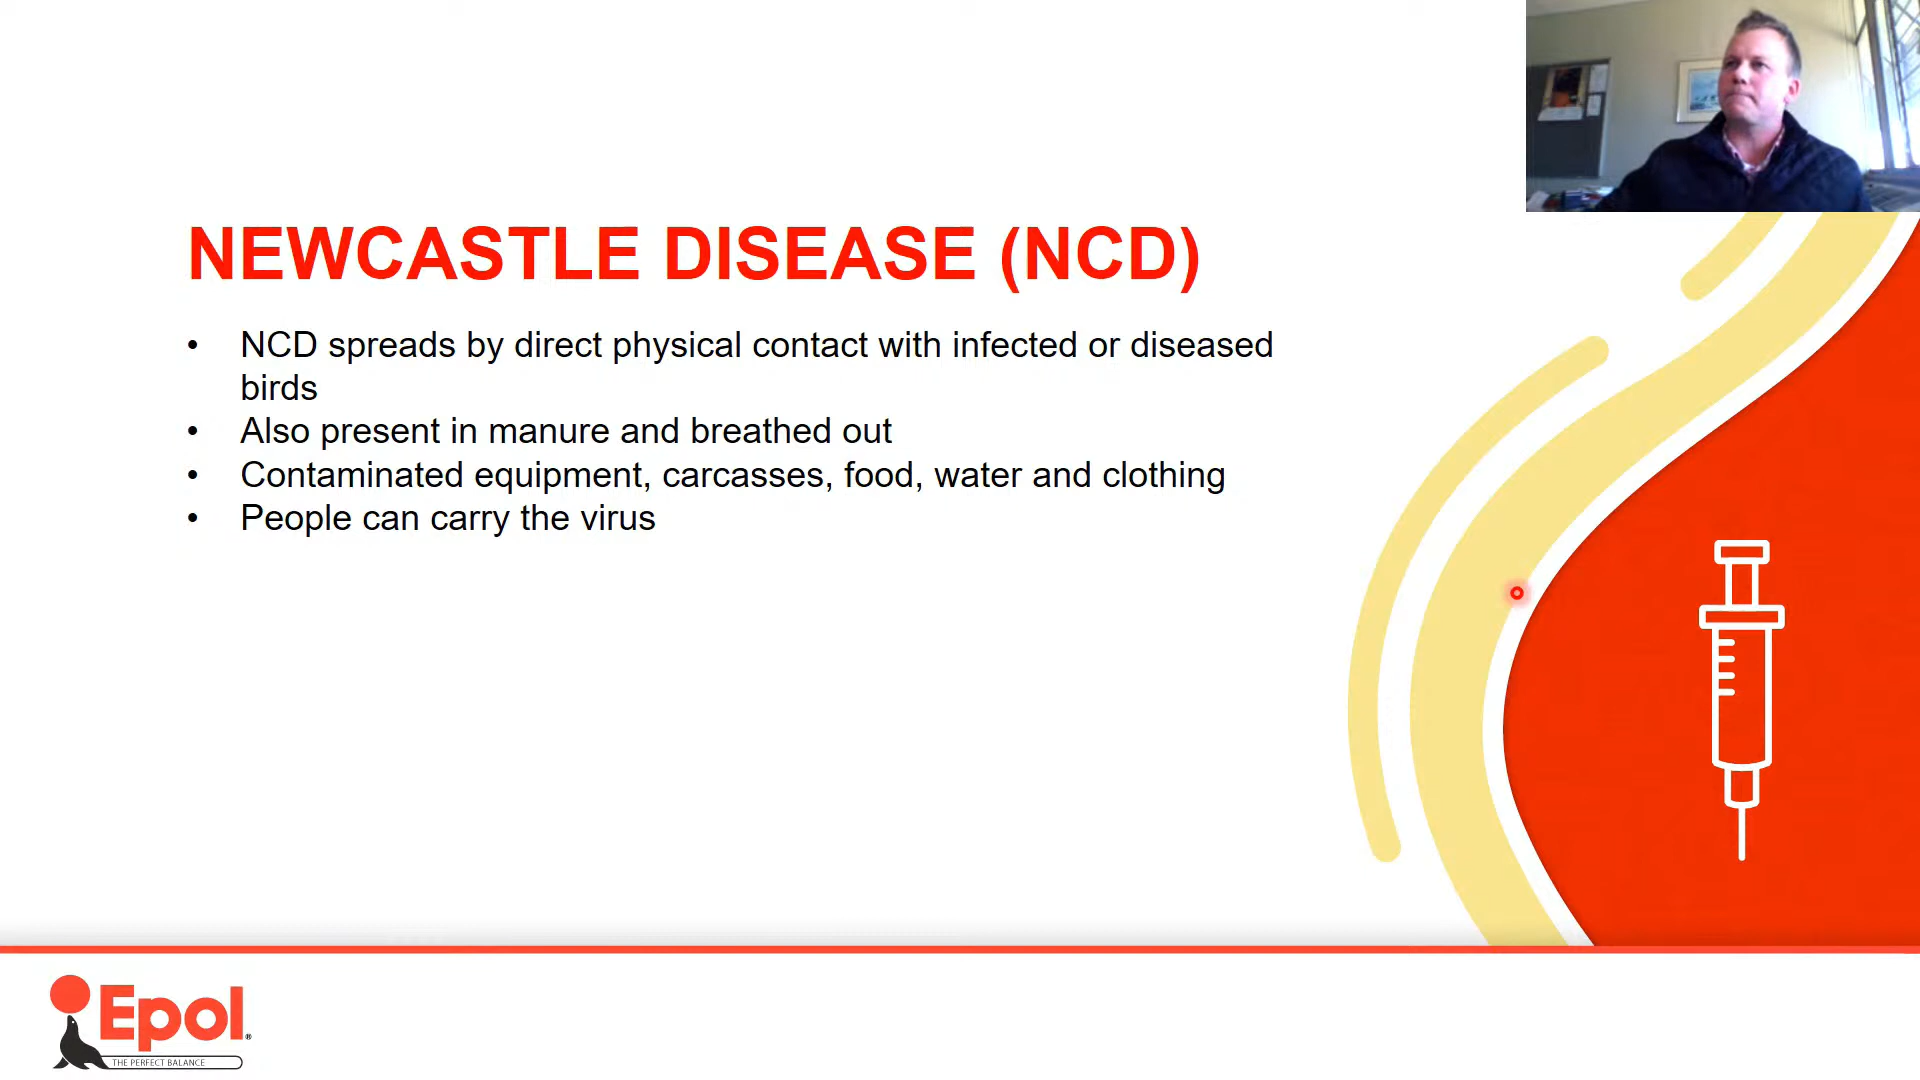 NEWCASTLE DISEASE (NCD)
• NCD spreads by direct physical contact with infected or diseased
birds
• Also present in manure and breathed out
• Contaminated equipment, carcasses, food, water and clothing
• People can carry the virus
Epol®
THE PERFECT BALANCE